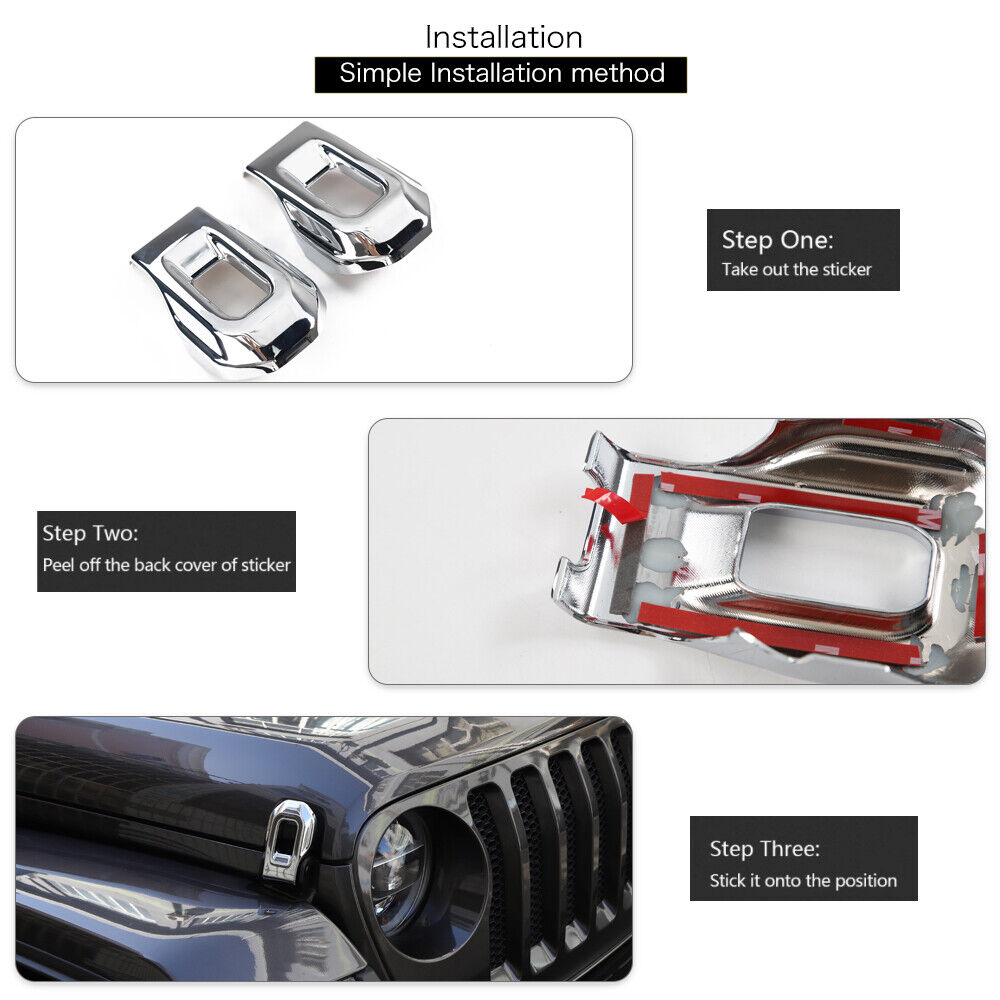 Installation
Simple Installation method
Step One:
Take out the sticker
Step Two:
Peel off the back cover of sticker
Step Three:
Stick it onto the position